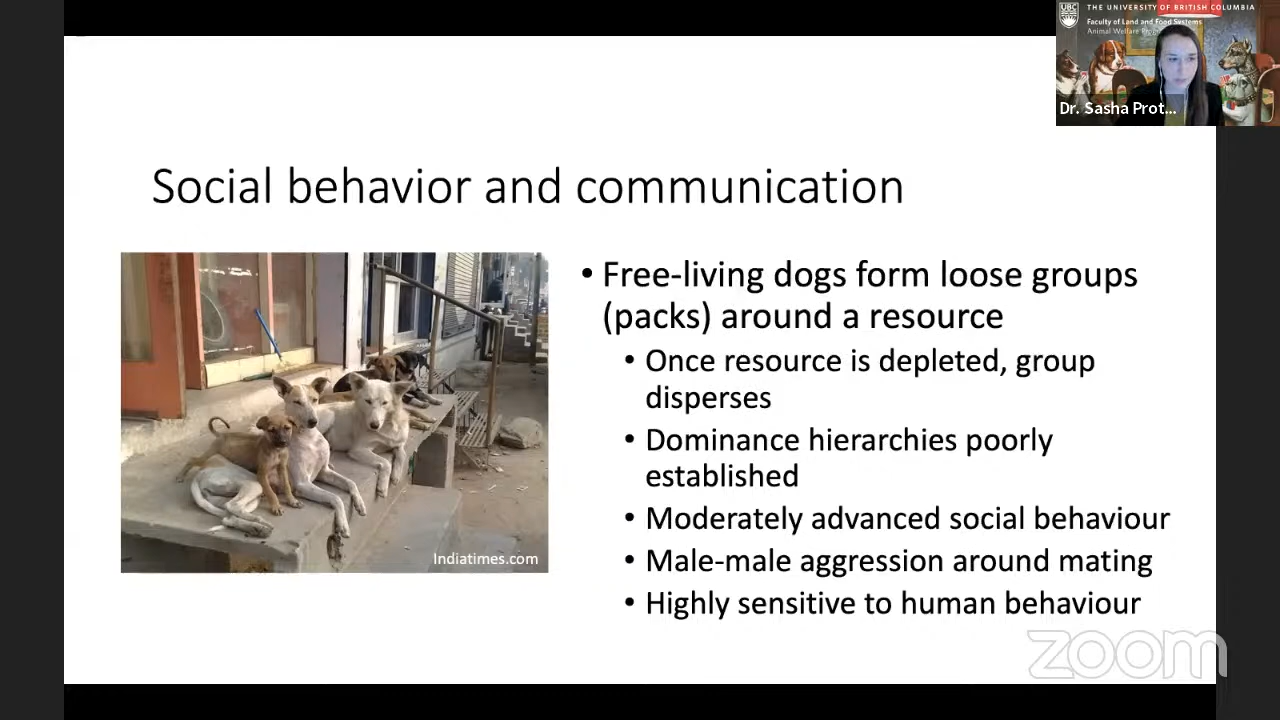 UBC
THE UNIVERSITY OF BRITISH COLUMBIA
Faculty of Land and Food Systems
Animal Welfare
Dr. Sasha Prot...
Social behavior and communication
• Free-living dogs form loose groups
(packs) around a resource
• Once resource is depleted, group
disperses
• Dominance hierarchies poorly
established
• Moderately advanced social behaviour
• Male-male aggression around mating
• Highly sensitive to human behaviour
Indiatimes.com
zoom